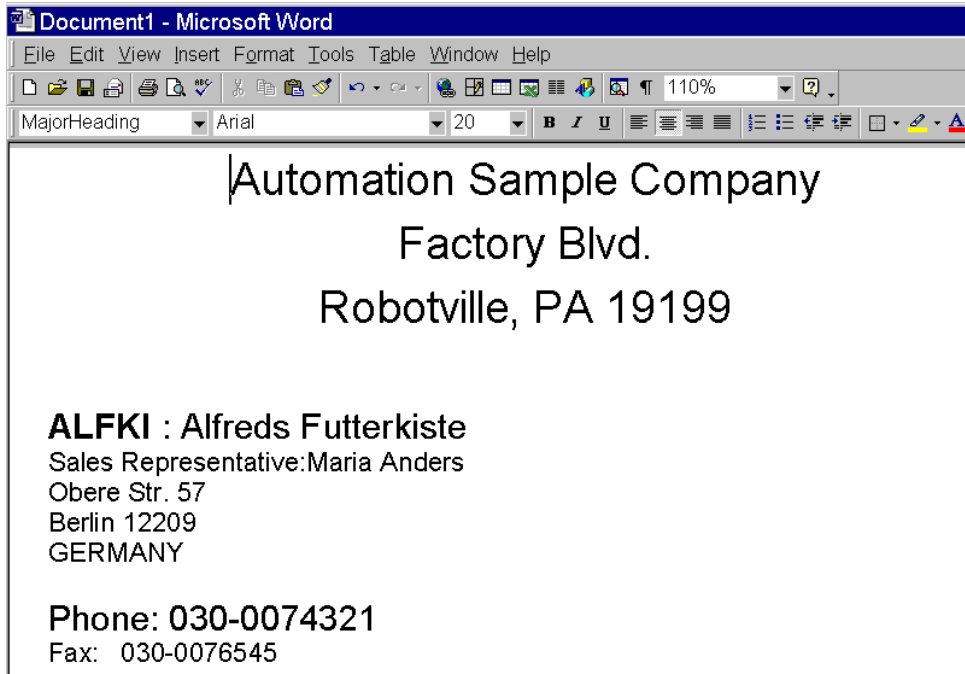 Document1 - Microsoft Word
File Edit View Insert Format Tools Table Window Help
ABC 110%
MajorHeading Arial 20 B I U A
Automation Sample Company
Factory Blvd.
Robotville, PA 19199
ALFKI : Alfreds Futterkiste
Sales Representative:Maria Anders
Obere Str. 57
Berlin 12209
GERMANY
Phone: 030-0074321
Fax: 030-0076545